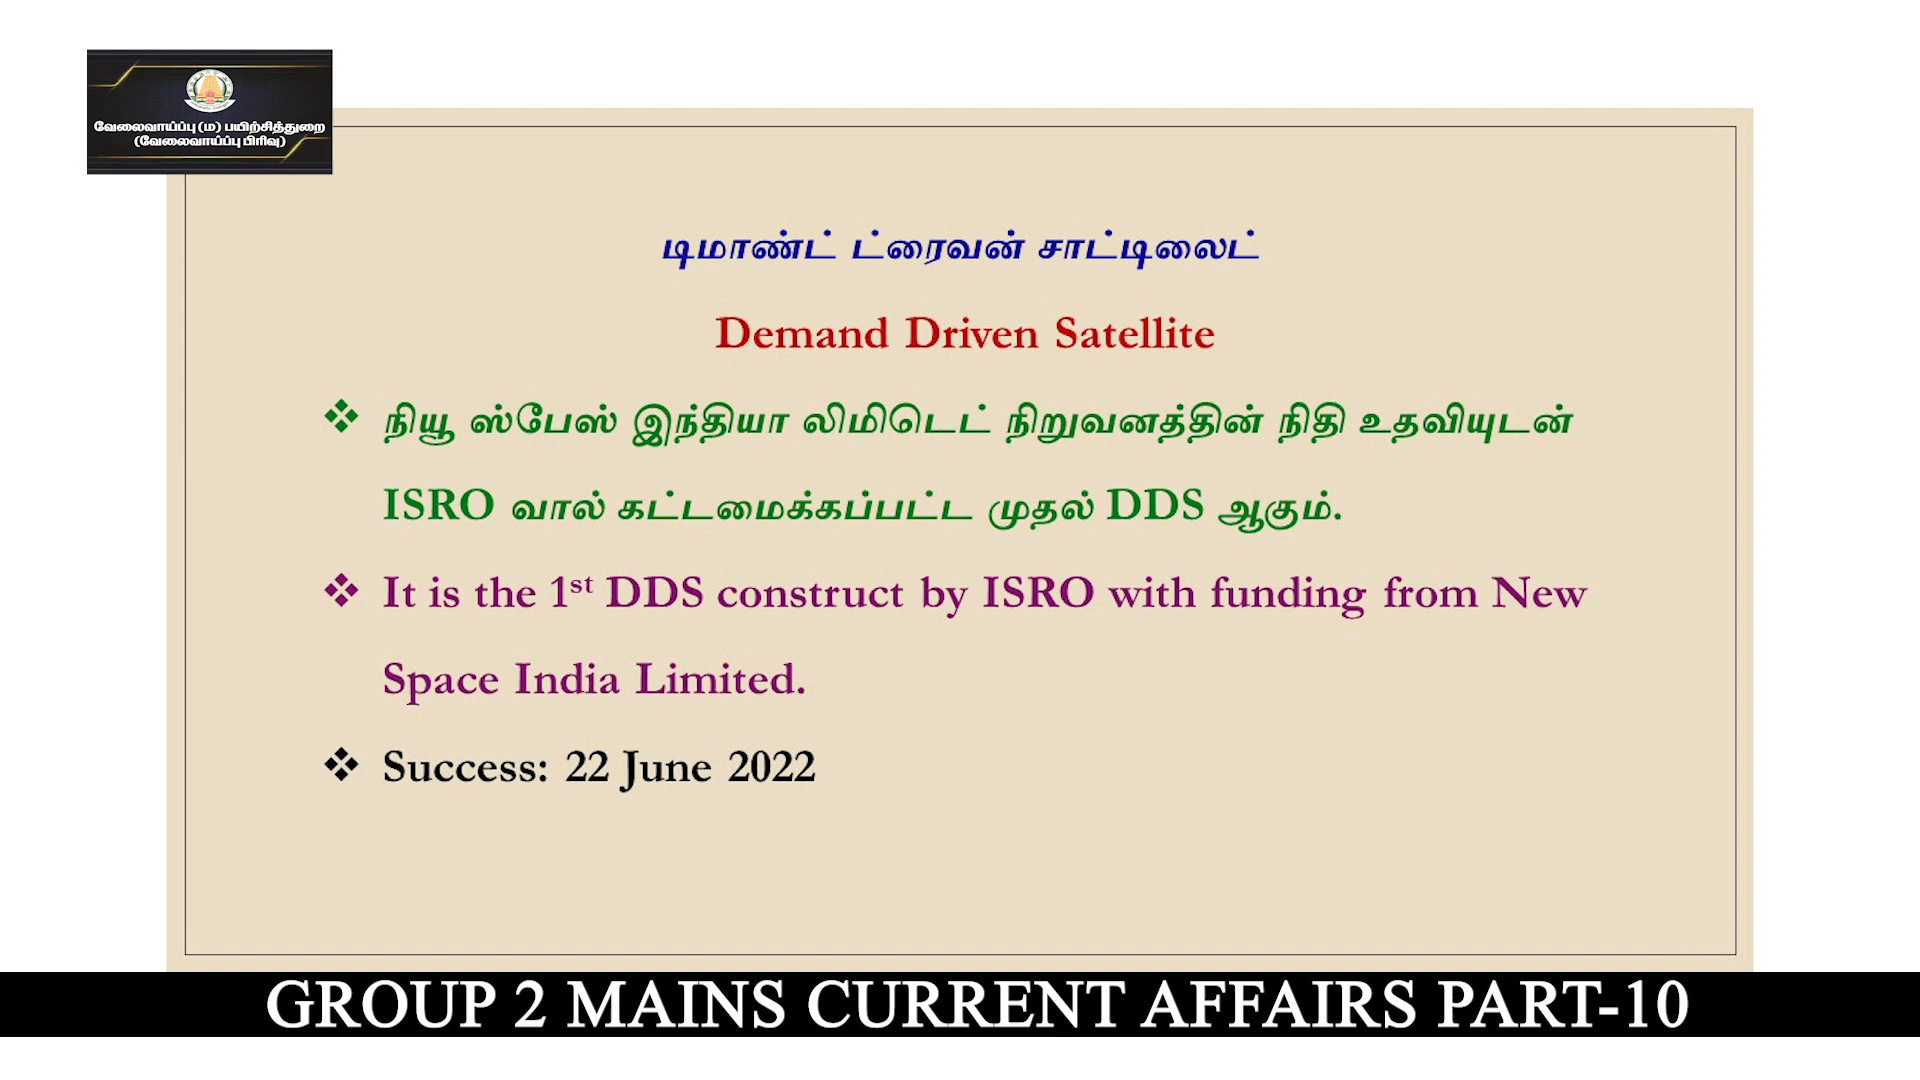 வேலைவாய்ப்பு (ம) பயிற்சித்துறை
(வேலைவாய்ப்பு பிரிவு)
டிமாண்ட் ட்ரைவன் சாட்டிலைட்
Demand Driven Satellite
❖ நியூ ஸ்பேஸ் இந்தியா லிமிடெட் நிறுவனத்தின் நிதி உதவியுடன்
ISRO வால் கட்டமைக்கப்பட்ட முதல் DDS ஆகும்.
❖ It is the 1st DDS construct by ISRO with funding from New
Space India Limited.
❖ Success: 22 June 2022
GROUP 2 MAINS CURRENT AFFAIRS PART-10